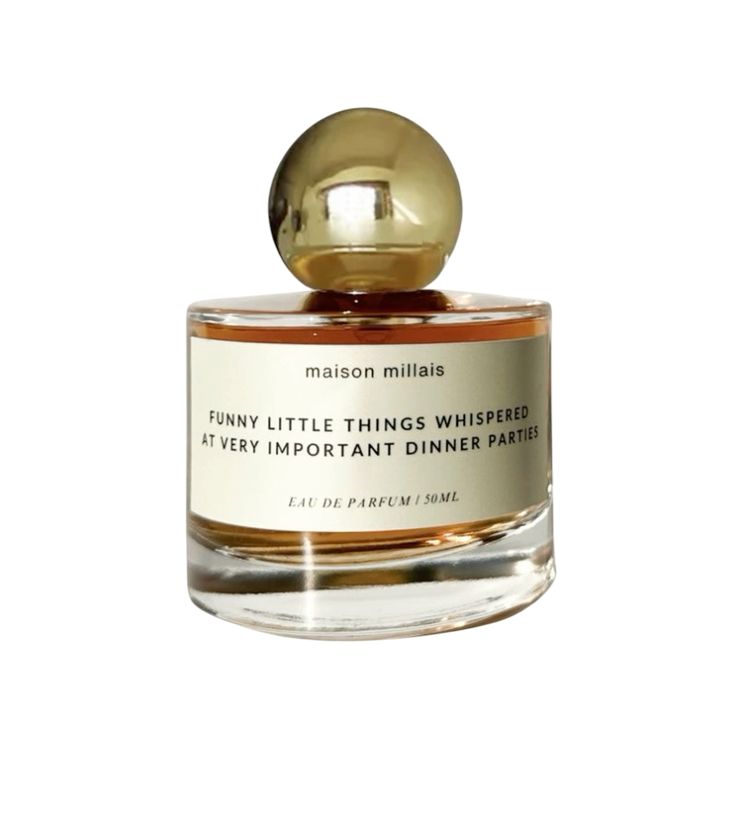 maison millais
FUNNY LITTLE THINGS WHISPERED
AT VERY IMPORTANT DINNER PARTIES
EAU DE PARFUM / 50ML